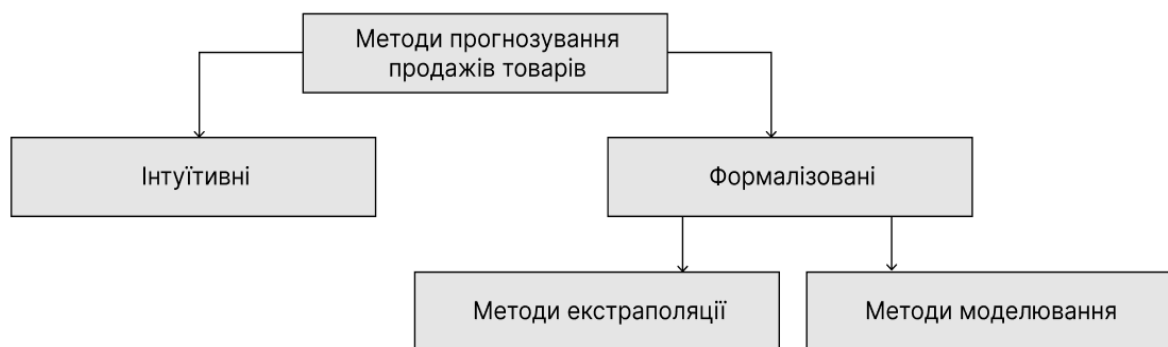 Методи прогнозування
продажів товарів
Інтуїтивні
Формалізовані
Методи екстраполяції
Методи моделювання